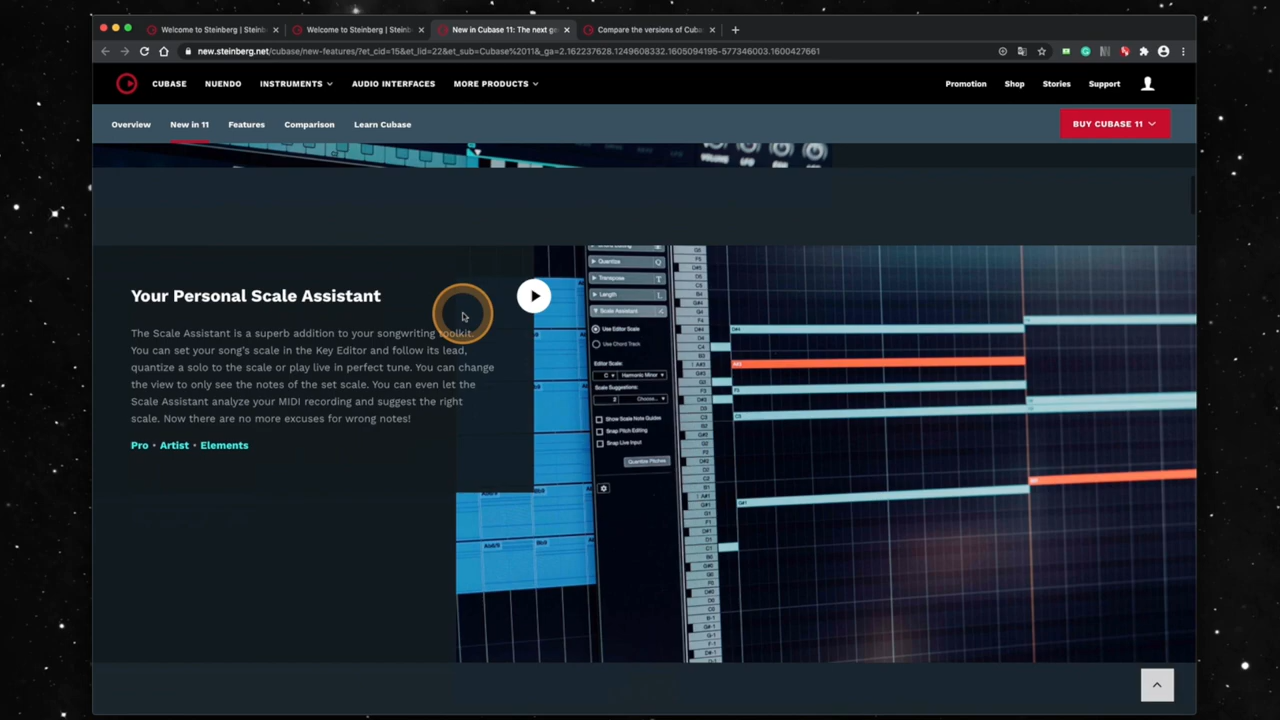 Welcome to Steinberg | Steinb
Welcome to Steinberg | Steinb
New in Cubase 11: The next ge
Compare the versions of Cuba
new.steinberg.net/cubase/new-features/?t_cid=15&et_lid=22&et_sub=Cubase%2011&_ga=2.162237628.1249608332.1605094195-577346003.1600427661
CUBASE
NUENDO
INSTRUMENTS
AUDIO INTERFACES
MORE PRODUCTS
Promotion
Shop
Stories
Support
Overview
New in 11
Features
Comparison
Learn Cubase
BUY CUBASE 11
Your Personal Scale Assistant
The Scale Assistant is a superb addition to your songwriting toolkit.
You can set your song's scale in the Key Editor and follow its lead,
quantize a solo to the scale or play live in perfect tune. You can change
the view to only see the notes of the set scale. You can even let the
Scale Assistant analyze your MIDI recording and suggest the right
scale. Now there are no more excuses for wrong notes!
Pro • Artist • Elements
Quantize
Transpose
Length
Scale Assistant
Use Editor Scale
Use Chord Track
Editor Scale:
C
Harmonic Minor
Scale Suggestions:
2
Choose...
Show Scale Note Guides
Snap Pitch Editing
Snap Live Input
Quantize Pitches